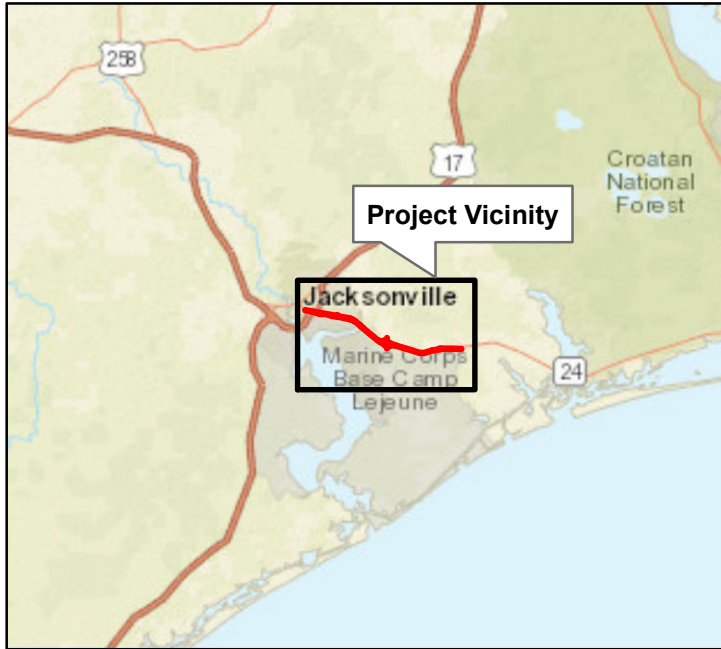 258
17
Croatan
National
Forest
Project Vicinity
Jacksonville
Marine Corps
Base Camp
Lejeune
24